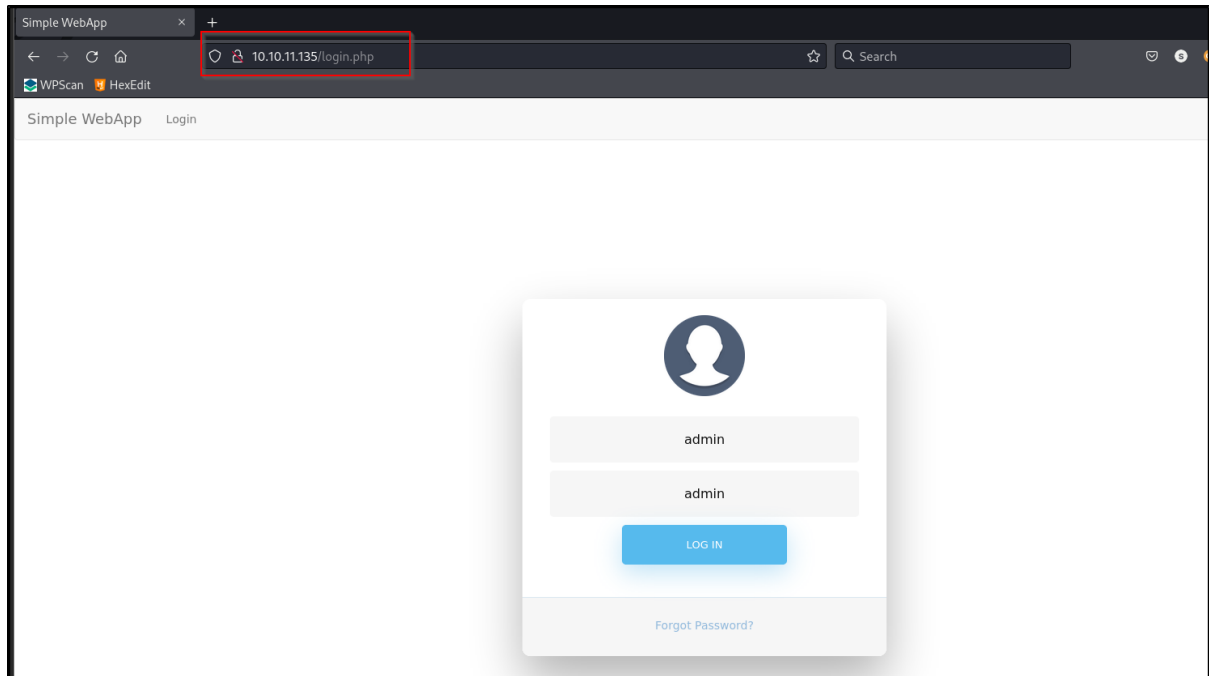 Simple WebApp
10.10.11.135/login.php
Search
S
WPScan HexEdit
Simple WebApp Login
admin
admin
LOG IN
Forgot Password?